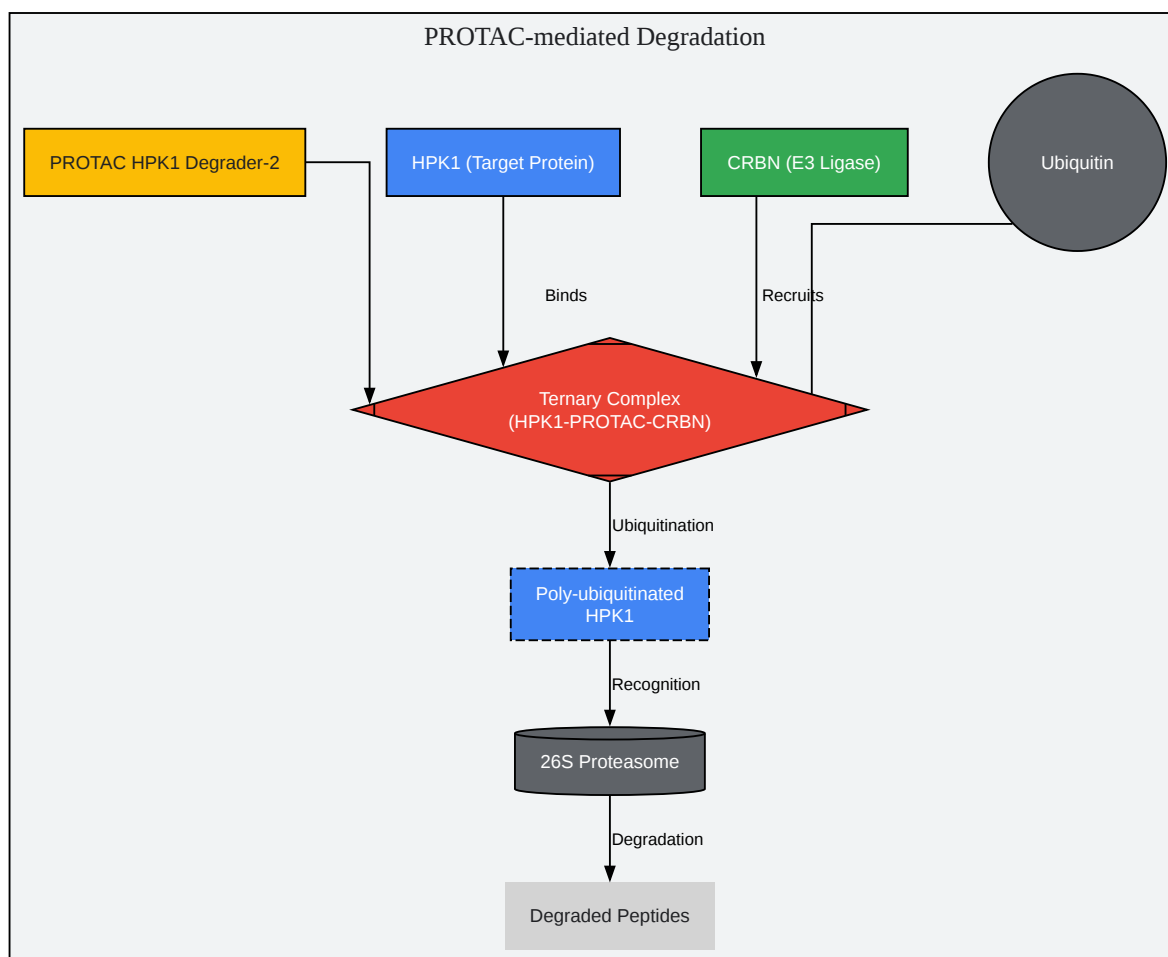 PROTAC-mediated Degradation
PROTAC HPK1 Degrader-2
HPK1 (Target Protein)
CRBN (E3 Ligase)
Ubiquitin
Binds
Recruits
Ternary Complex
(HPK1-PROTAC-CRBN)
Ubiquitination
Poly-ubiquitinated
HPK1
Recognition
26S Proteasome
Degradation
Degraded Peptides